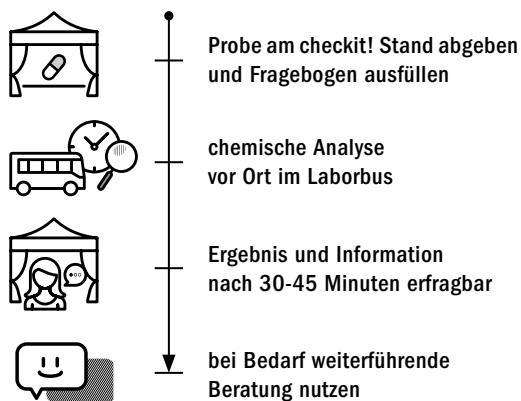 Probe am checkit! Stand abgeben
und Fragebogen ausfüllen
chemische Analyse
vor Ort im Laborbus
Ergebnis und Information
nach 30-45 Minuten erfragbar
bei Bedarf weiterführende
Beratung nutzen